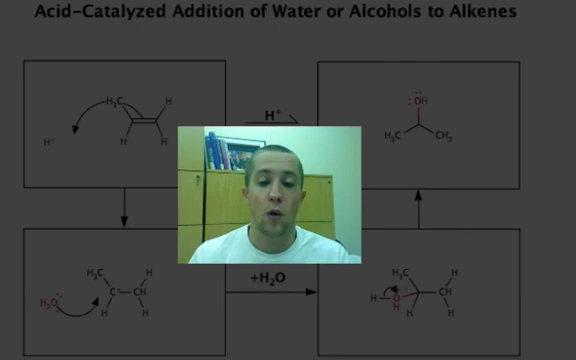 Acid-Catalyzed Addition of Water or Alcohols to Alkenes
H₃C H
H⁺
H H
H⁺
:OH
H₃C CH₃
H₃C H
H₂O C⁺ CH
H H
+H₂O
H₃C H
H O CH
H H H